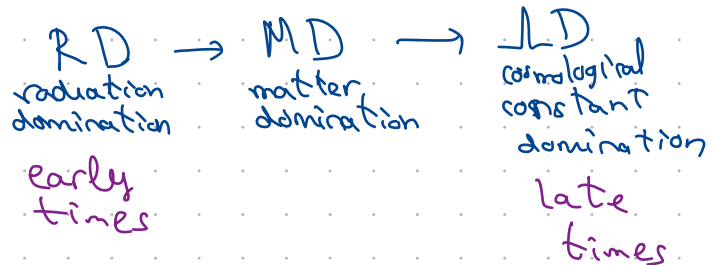 RD → MD → ΛD
radiation domination
matter domination
cosmological constant domination
early times
late times